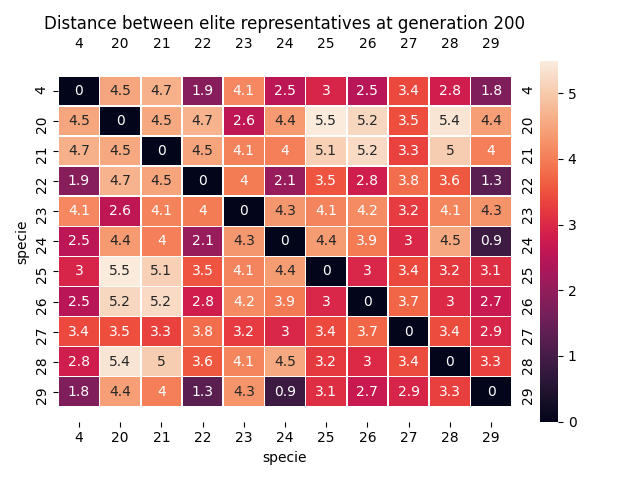 Distance between elite representatives at generation 200
4 20 21 22 23 24 25 26 27 28 29
4 0 4.5 4.7 1.9 4.1 2.5 3 2.5 3.4 2.8 1.8 4
20 4.5 0 4.5 4.7 2.6 4.4 5.5 5.2 3.5 5.4 4.4 20
21 4.7 4.5 0 4.5 4.1 4 5.1 5.2 3.3 5 4 21
22 1.9 4.7 4.5 0 4 2.1 3.5 2.8 3.8 3.6 1.3 22
23 4.1 2.6 4.1 4 0 4.3 4.1 4.2 3.2 4.1 4.3 23
24 2.5 4.4 4 2.1 4.3 0 4.4 3.9 3 4.5 0.9 24
25 3 5.5 5.1 3.5 4.1 4.4 0 3 3.4 3.2 3.1 25
26 2.5 5.2 5.2 2.8 4.2 3.9 3 0 3.7 3 2.7 26
27 3.4 3.5 3.3 3.8 3.2 3 3.4 3.7 0 3.4 2.9 27
28 2.8 5.4 5 3.6 4.1 4.5 3.2 3 3.4 0 3.3 28
29 1.8 4.4 4 1.3 4.3 0.9 3.1 2.7 2.9 3.3 0 29
4 20 21 22 23 24 25 26 27 28 29
specie
specie
5
4
3
2
1
0